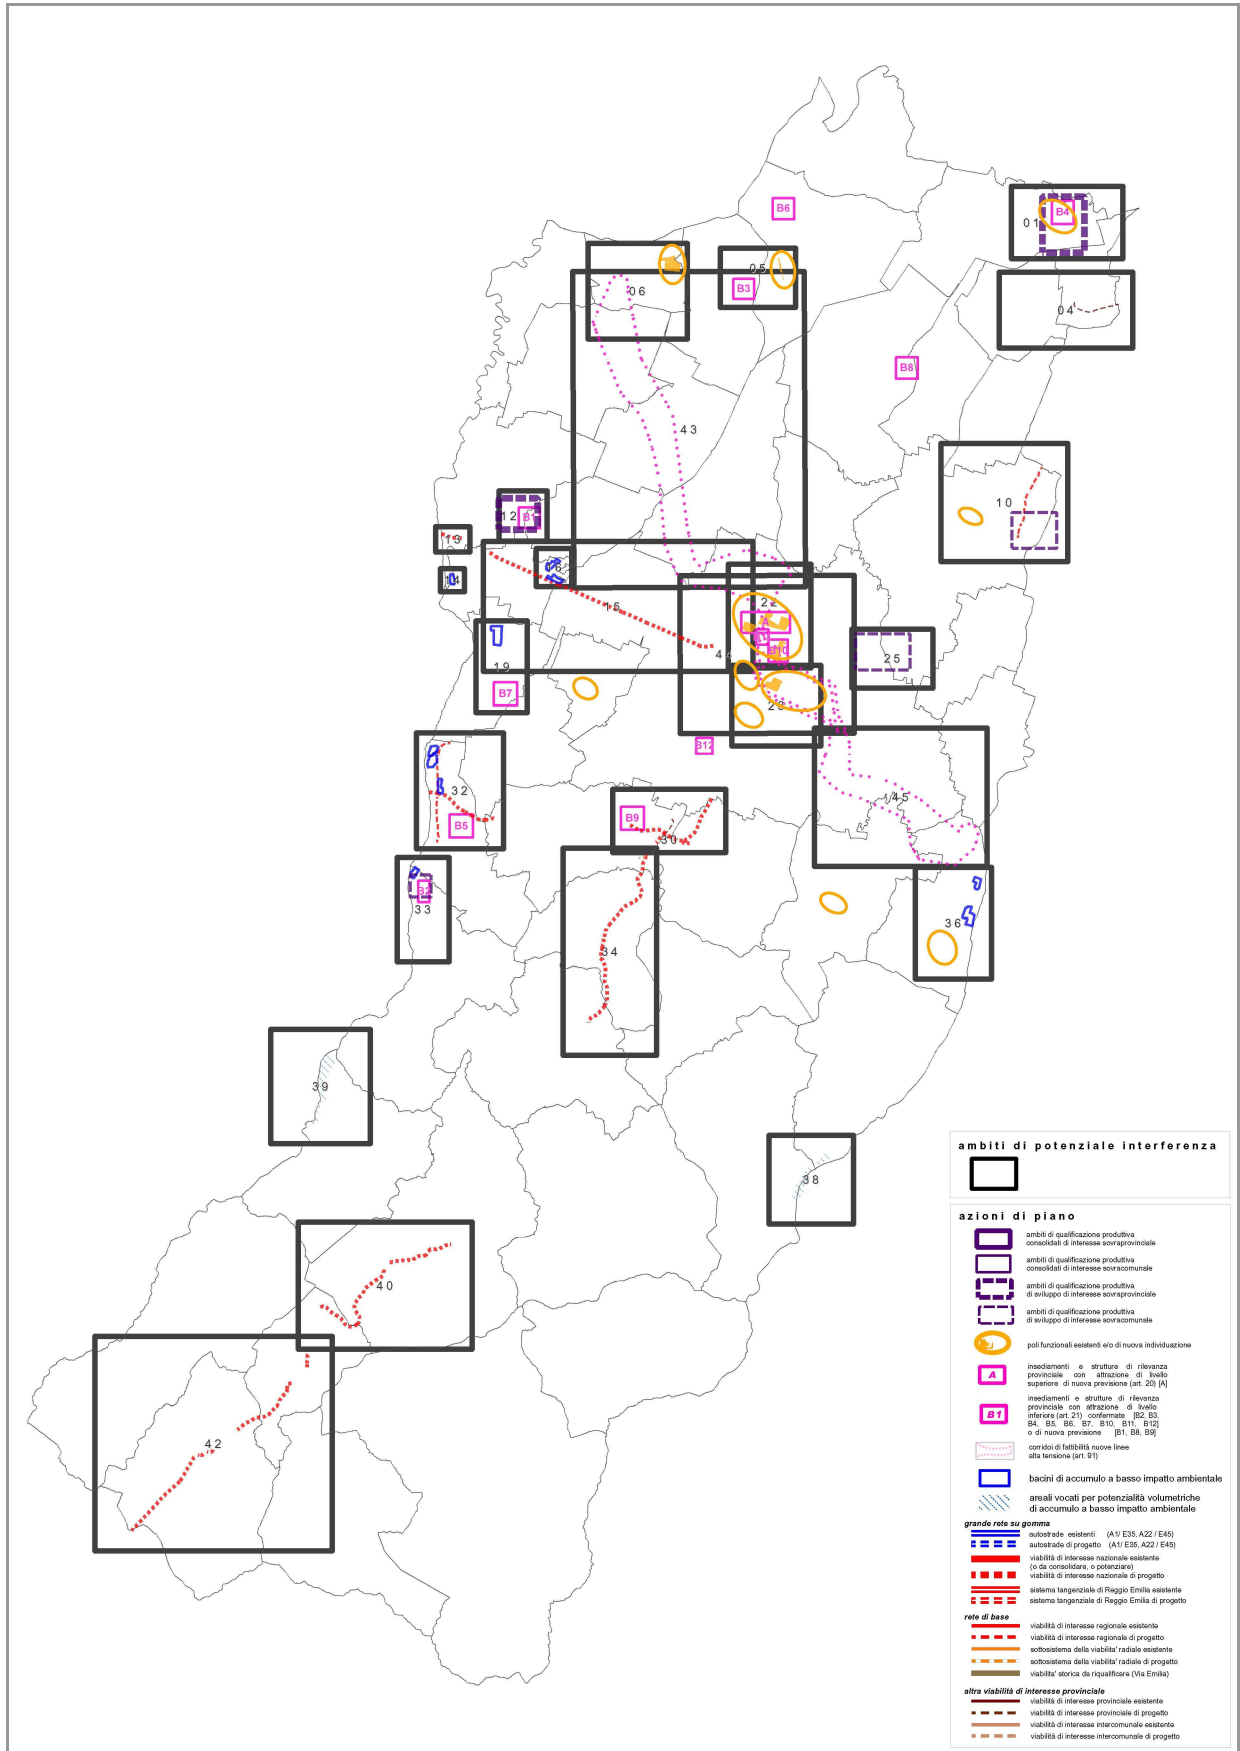 B6
B4
01
05
06
B3
04
B8
43
10
12
B1
13
16
14
15
22
A
B10
44
25
19
B7
23
B12
45
32
B9
B5
30
B2
33
36
34
39
38
40
42
ambiti di potenziale interferenza
azioni di piano
ambiti di qualificazione produttiva
consolidati di interesse sovraprovinciale
ambiti di qualificazione produttiva
consolidati di interesse sovracomunale
ambiti di qualificazione produttiva
di sviluppo di interesse sovraprovinciale
ambiti di qualificazione produttiva
di sviluppo di interesse sovracomunale
poli funzionali esistenti e/o di nuova individuazione
A
insediamenti e strutture di rilevanza
provinciale con attrazione di livello
superiore di nuova previsione (art. 20) [A]
B1
insediamenti e strutture di rilevanza
provinciale con attrazione di livello
inferiore (art. 21) confermate [B2, B3,
B4, B5, B6, B7, B10, B11, B12]
o di nuova previsione [B1, B8, B9]
corridoi di fattibilità nuove linee
alta tensione (art. 91)
bacini di accumulo a basso impatto ambientale
areali vocati per potenzialità volumetriche
di accumulo a basso impatto ambientale
grande rete su gomma
autostrade esistenti (A1/ E35, A22 / E45)
autostrade di progetto (A1/ E35, A22 / E45)
viabilità di interesse nazionale esistente
(o da consolidare, o potenziare)
viabilità di interesse nazionale di progetto
sistema tangenziale di Reggio Emilia esistente
sistema tangenziale di Reggio Emilia di progetto
rete di base
viabilità di interesse regionale esistente
viabilità di interesse regionale di progetto
sottosistema della viabilita' radiale esistente
sottosistema della viabilita' radiale di progetto
viabilita' storica da riqualificare (Via Emilia)
altra viabilità di interesse provinciale
viabilità di interesse provinciale esistente
viabilità di interesse provinciale di progetto
viabilità di interesse intercomunale esistente
viabilità di interesse intercomunale di progetto